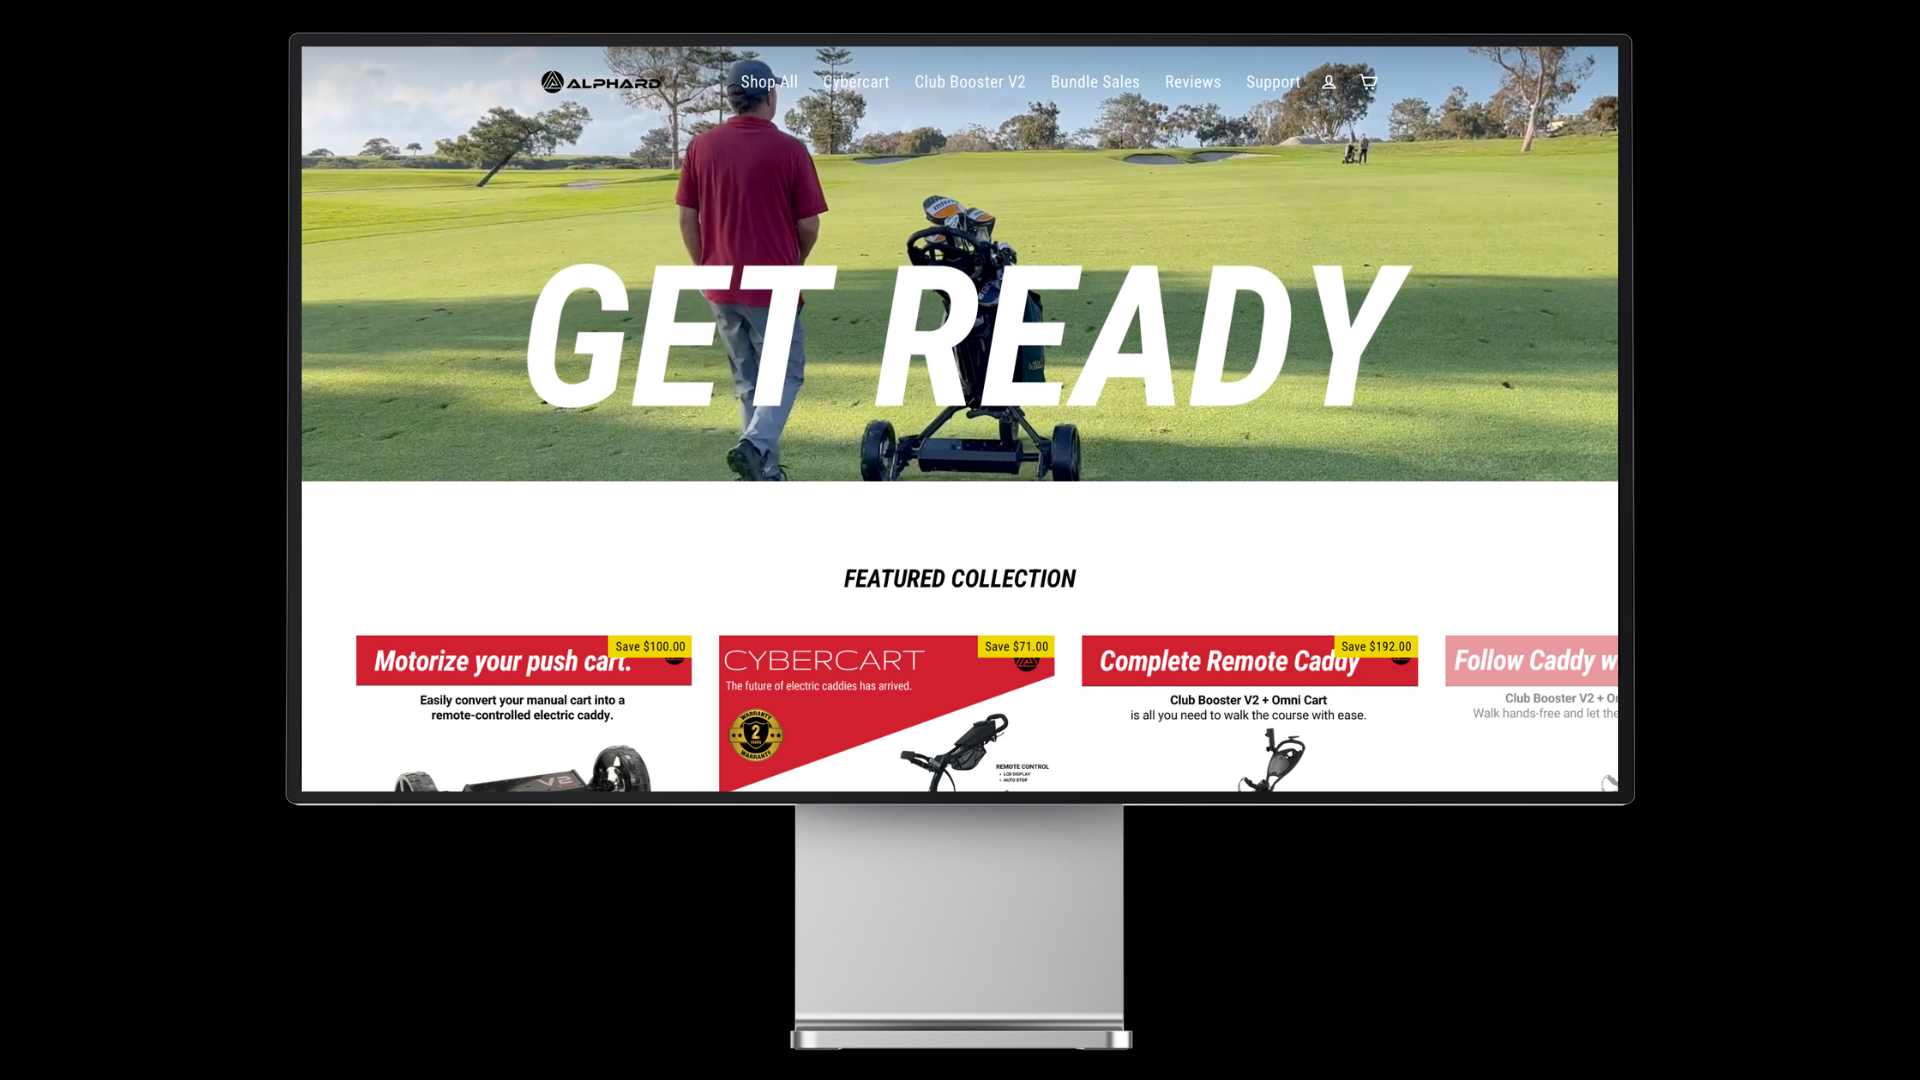 ALPHARD
Shop All
Cybercart
Club Booster V2
Bundle Sales
Reviews
Support
GET READY
FEATURED COLLECTION
Motorize your push cart.
Save $100.00
Easily convert your manual cart into a
remote-controlled electric caddy.
V2
CYBERCART
Save $71.00
The future of electric caddies has arrived.
WARRANTY
2
YEARS
WARRANTY
REMOTE CONTROL
• LCD DISPLAY
• AUTO STOP
Complete Remote Caddy
Save $192.00
Club Booster V2 + Omni Cart
is all you need to walk the course with ease.
Follow Caddy w
Club Booster V2 +
Walk hands-free and let the